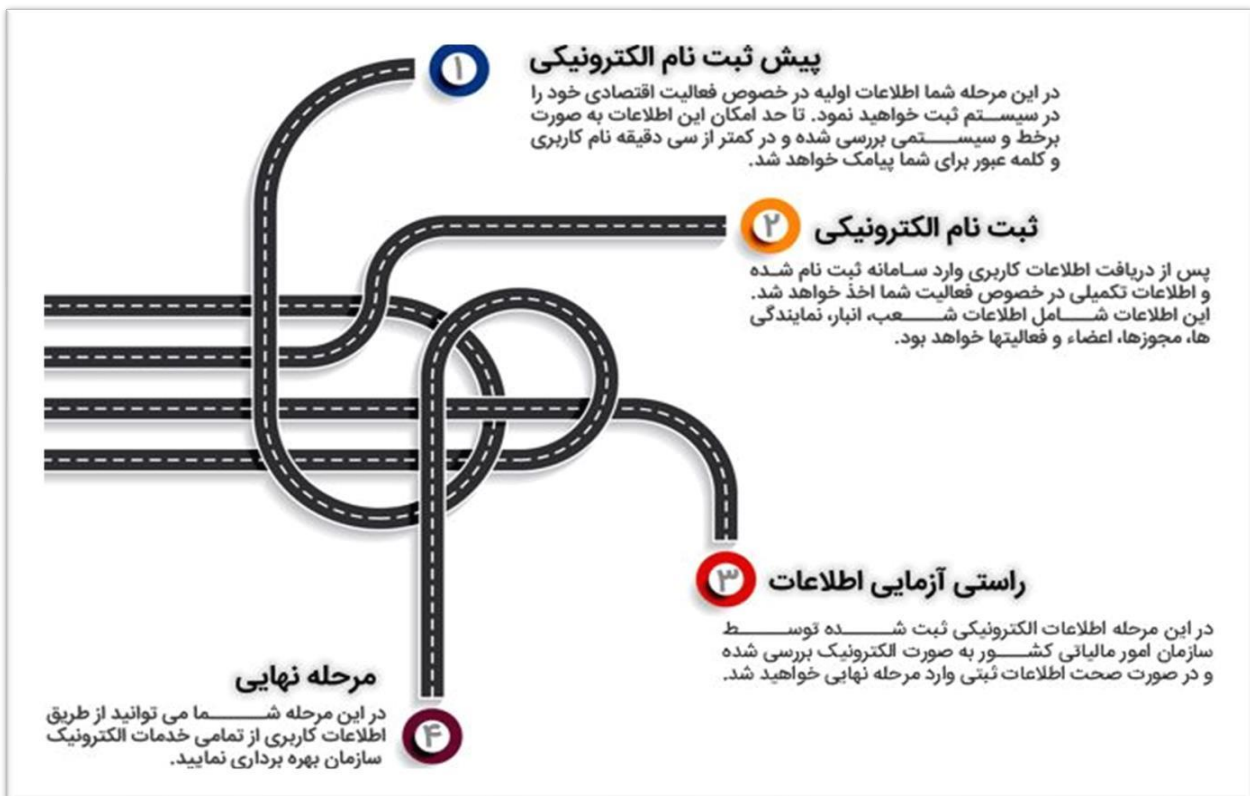 ۱
پیش ثبت نام الکترونیکی
در این مرحله شما اطلاعات اولیه در خصوص فعالیت اقتصادی خود را
در سیستم ثبت خواهید نمود. تا حد امکان این اطلاعات به صورت
برخط و سیستمی بررسی شده و در کمتر از سی دقیقه نام کاربری و
و کلمه عبور برای شما پیامک خواهد شد.
۲
ثبت نام الکترونیکی
پس از دریافت اطلاعات کاربری وارد سامانه ثبت نام شده
و اطلاعات تکمیلی در خصوص فعالیت شما اخذ خواهد شد.
این اطلاعات شامل اطلاعات شعب، انبار، نمایندگی
ها، مجوزها، اعضاء و فعالیتها خواهد بود.
۳
راستی آزمایی اطلاعات
در این مرحله اطلاعات الکترونیکی ثبت شده توسط
سازمان امور مالیاتی کشور به صورت الکترونیک بررسی شده
و در صورت صحت اطلاعات ثبتی وارد مرحله نهایی خواهید شد.
۴
مرحله نهایی
در این مرحله شما می توانید از طریق
اطلاعات کاربری از تمامی خدمات الکترونیک
سازمان بهره برداری نمایید.